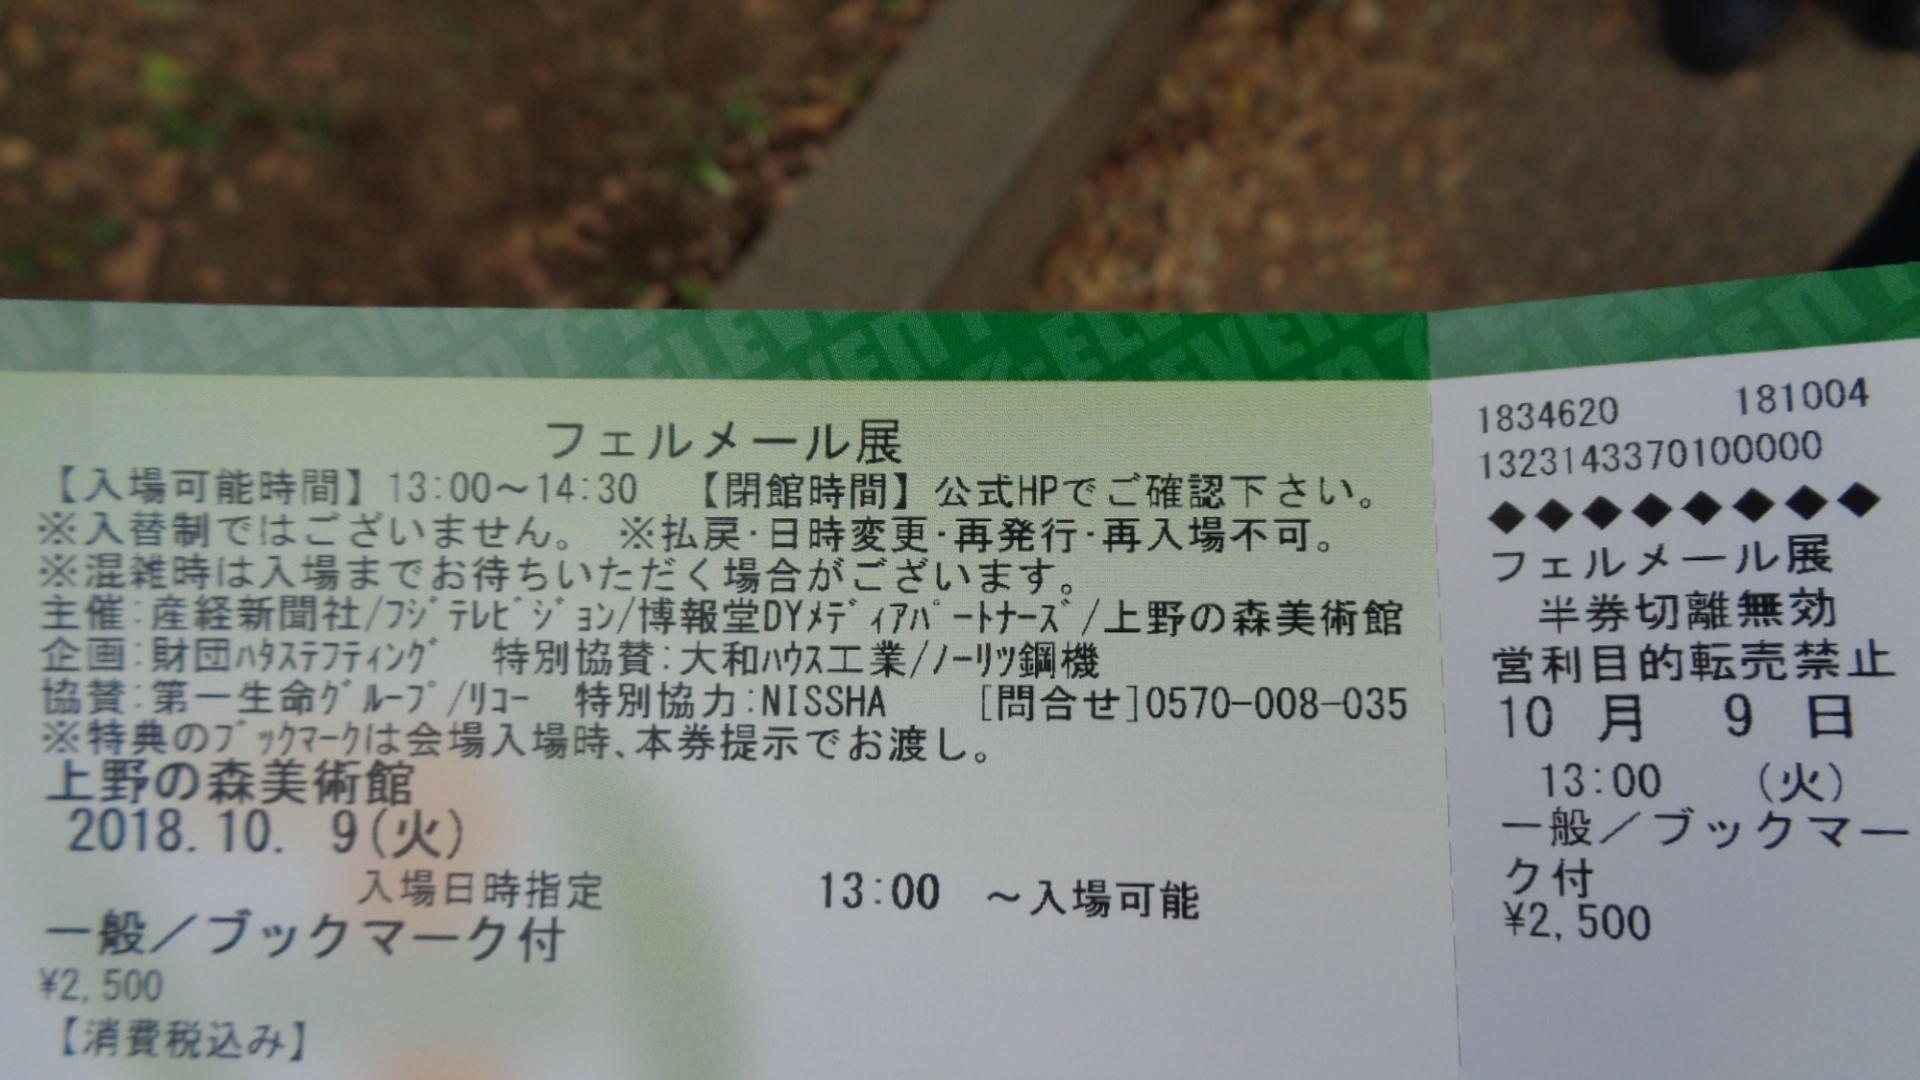 フェルメール展
【入場可能時間】13:00～14:30 【閉館時間】公式HPでご確認下さい。
※入替制ではございません。 ※払戻･日時変更･再発行･再入場不可。
※混雑時は入場までお待ちいただく場合がございます。
主催:産経新聞社/ﾌｼﾞﾃﾚﾋﾞｼﾞｮﾝ/博報堂DYﾒﾃﾞｨｱﾊﾟｰﾄﾅｰｽﾞ/上野の森美術館
企画:財団ﾊﾀｽﾃﾌﾃｨﾝｸﾞ 特別協賛:大和ﾊｳｽ工業/ﾉｰﾘﾂ鋼機
協賛:第一生命ｸﾞﾙｰﾌﾟ/ﾘｺｰ 特別協力:NISSHA [問合せ]0570-008-035
※特典のﾌﾞｯｸﾏｰｸは会場入場時､本券提示でお渡し。
上野の森美術館
2018.10. 9(火)
入場日時指定 13:00 ～入場可能
一般／ブックマーク付
¥2,500
【消費税込み】
1834620 181004
1323143370100000
◆◆◆◆◆◆◆◆
フェルメール展
半券切離無効
営利目的転売禁止
10 月 9 日
13:00 (火)
一般／ブックマー
ク付
¥2,500